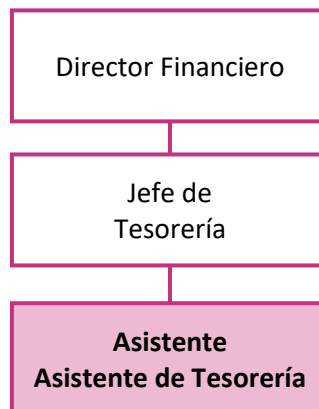 Director Financiero
Jefe de
Tesorería
Asistente
Asistente de Tesorería